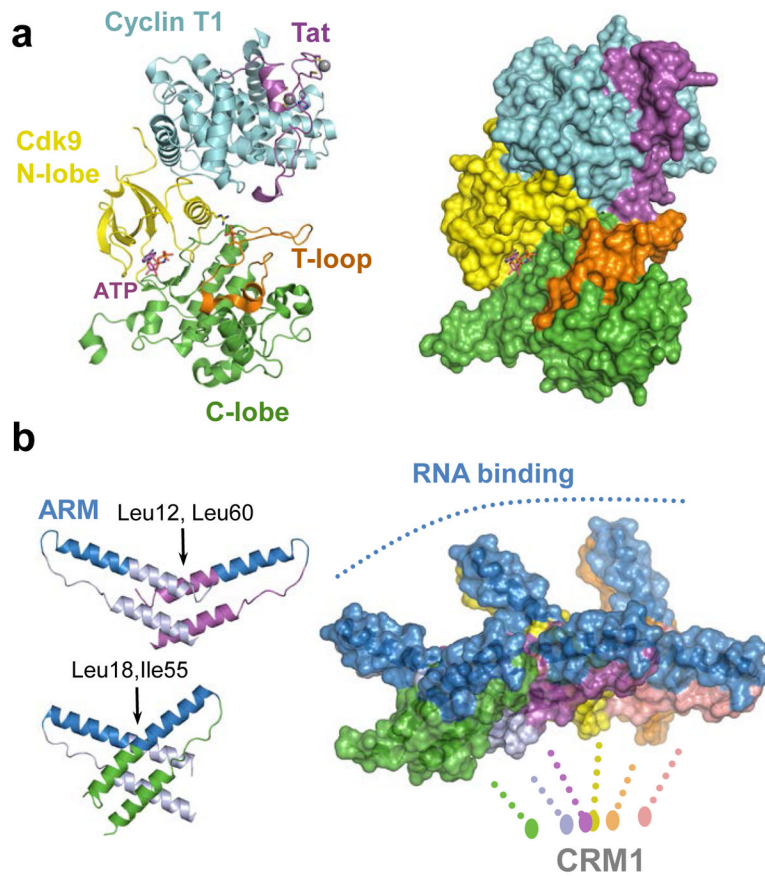 a
Cyclin T1
Tat
Cdk9
N-lobe
T-loop
ATP
C-lobe
b
RNA binding
ARM
Leu12, Leu60
Leu18,Ile55
CRM1